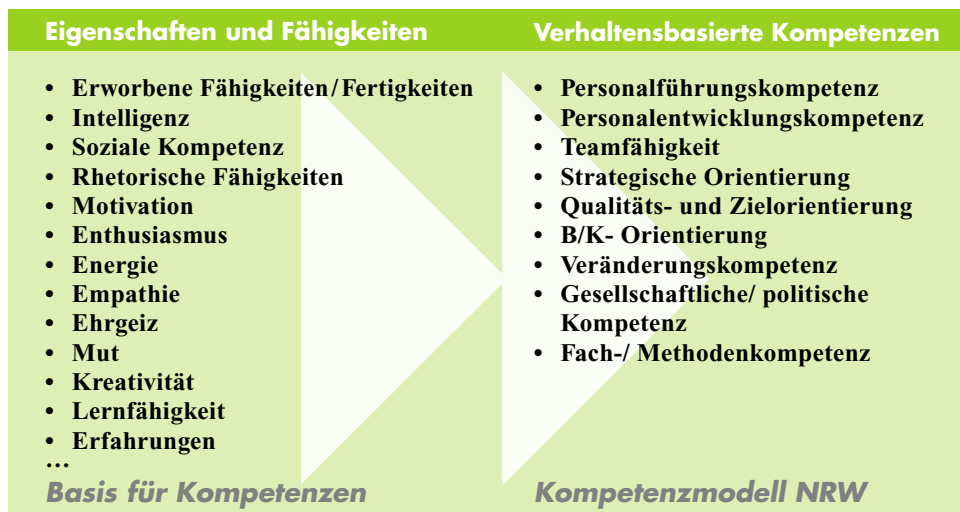 Eigenschaften und Fähigkeiten
• Erworbene Fähigkeiten/Fertigkeiten
• Intelligenz
• Soziale Kompetenz
• Rhetorische Fähigkeiten
• Motivation
• Enthusiasmus
• Energie
• Empathie
• Ehrgeiz
• Mut
• Kreativität
• Lernfähigkeit
• Erfahrungen
...
Basis für Kompetenzen
Verhaltensbasierte Kompetenzen
• Personalführungskompetenz
• Personalentwicklungskompetenz
• Teamfähigkeit
• Strategische Orientierung
• Qualitäts- und Zielorientierung
• B/K- Orientierung
• Veränderungskompetenz
• Gesellschaftliche/ politische
Kompetenz
• Fach-/ Methodenkompetenz
Kompetenzmodell NRW